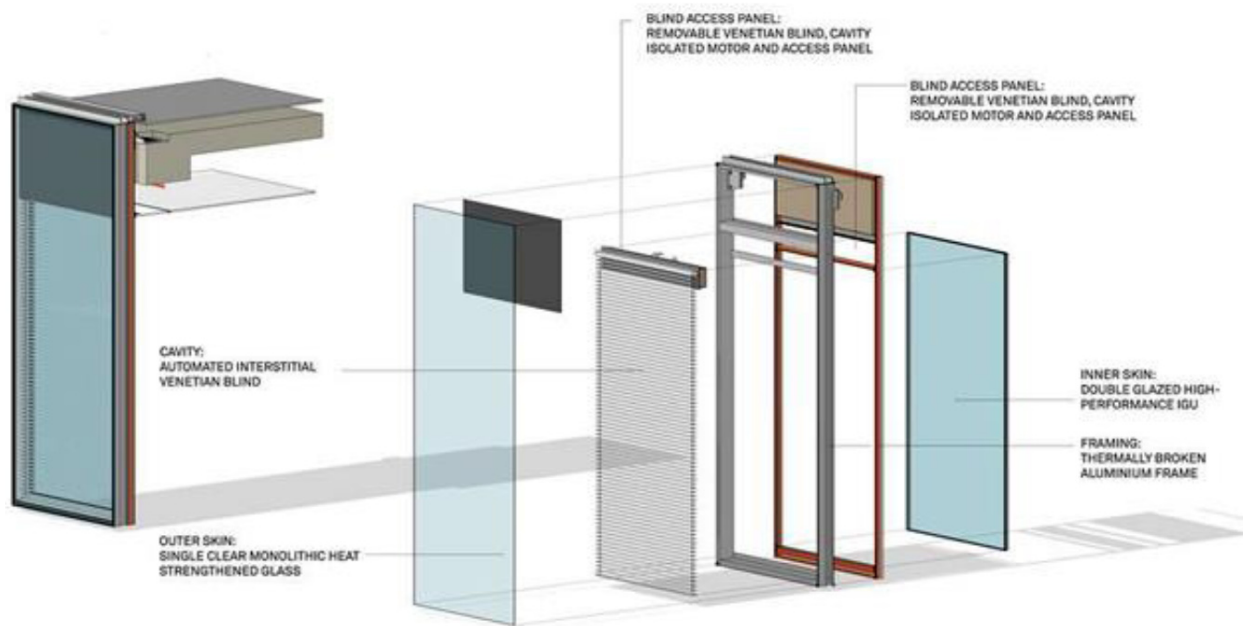 BLIND ACCESS PANEL:
REMOVABLE VENETIAN BLIND, CAVITY
ISOLATED MOTOR AND ACCESS PANEL
BLIND ACCESS PANEL:
REMOVABLE VENETIAN BLIND, CAVITY
ISOLATED MOTOR AND ACCESS PANEL
CAVITY:
AUTOMATED INTERSTITIAL
VENETIAN BLIND
INNER SKIN:
DOUBLE GLAZED HIGH-
PERFORMANCE IGU
FRAMING:
THERMALLY BROKEN
ALUMINIUM FRAME
OUTER SKIN:
SINGLE CLEAR MONOLITHIC HEAT
STRENGTHENED GLASS